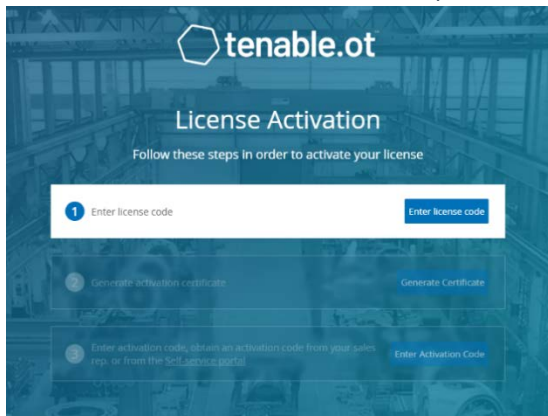 tenable.ot
License Activation
Follow these steps in order to activate your license
1 Enter license code Enter license code
2 Generate activation certificate Generate Certificate
3 Enter activation code, obtain an activation code from your sales
rep. or from the Self-service portal Enter Activation Code